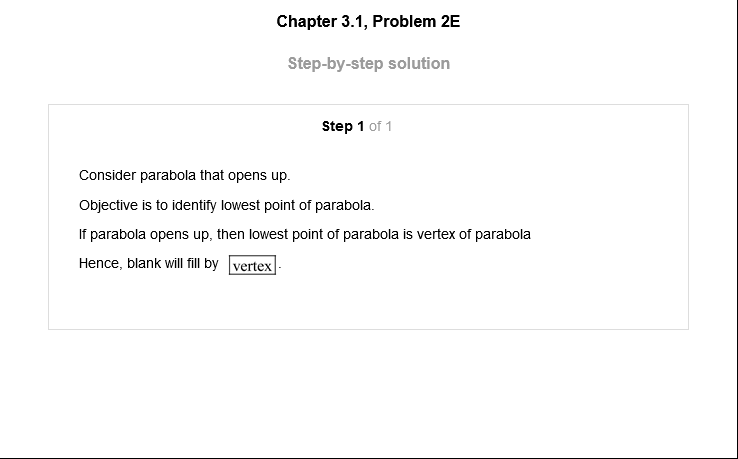 Chapter 3.1, Problem 2E
Step-by-step solution
Step 1 of 1
Consider parabola that opens up.
Objective is to identify lowest point of parabola.
If parabola opens up, then lowest point of parabola is vertex of parabola
Hence, blank will fill by vertex.